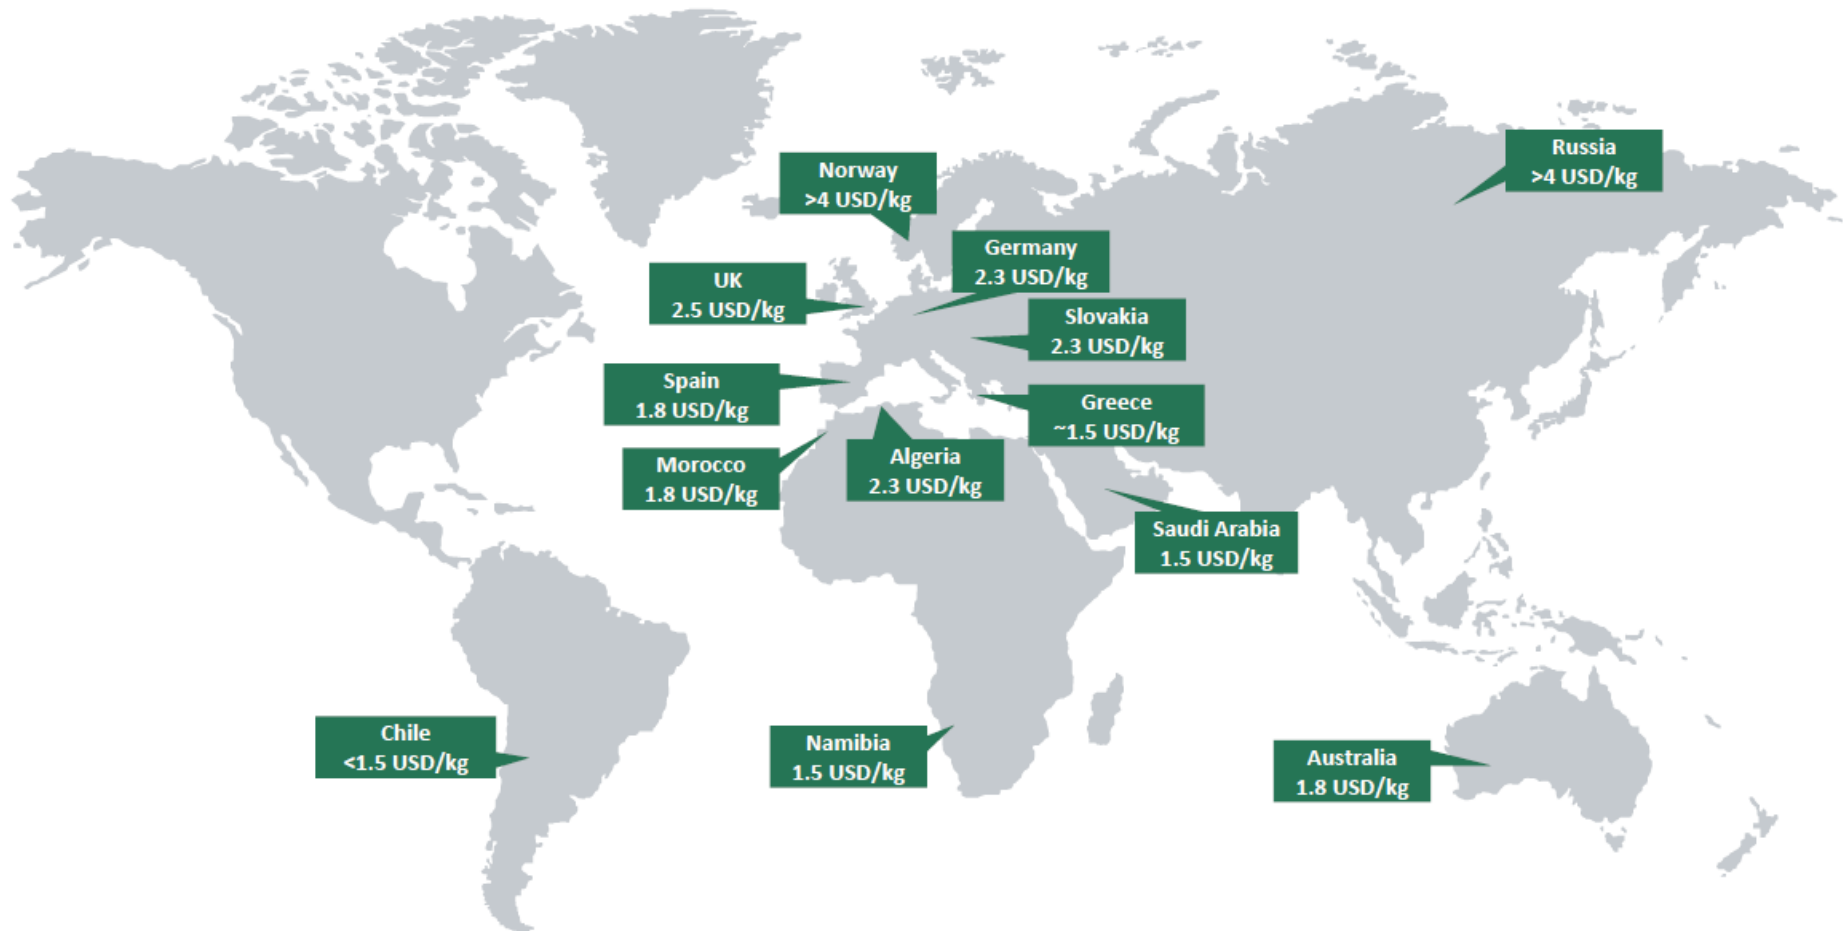 Russia
>4 USD/kg
Norway
>4 USD/kg
Germany
2.3 USD/kg
UK
2.5 USD/kg
Slovakia
2.3 USD/kg
Spain
1.8 USD/kg
Greece
~1.5 USD/kg
Algeria
2.3 USD/kg
Morocco
1.8 USD/kg
Saudi Arabia
1.5 USD/kg
Chile
<1.5 USD/kg
Namibia
1.5 USD/kg
Australia
1.8 USD/kg